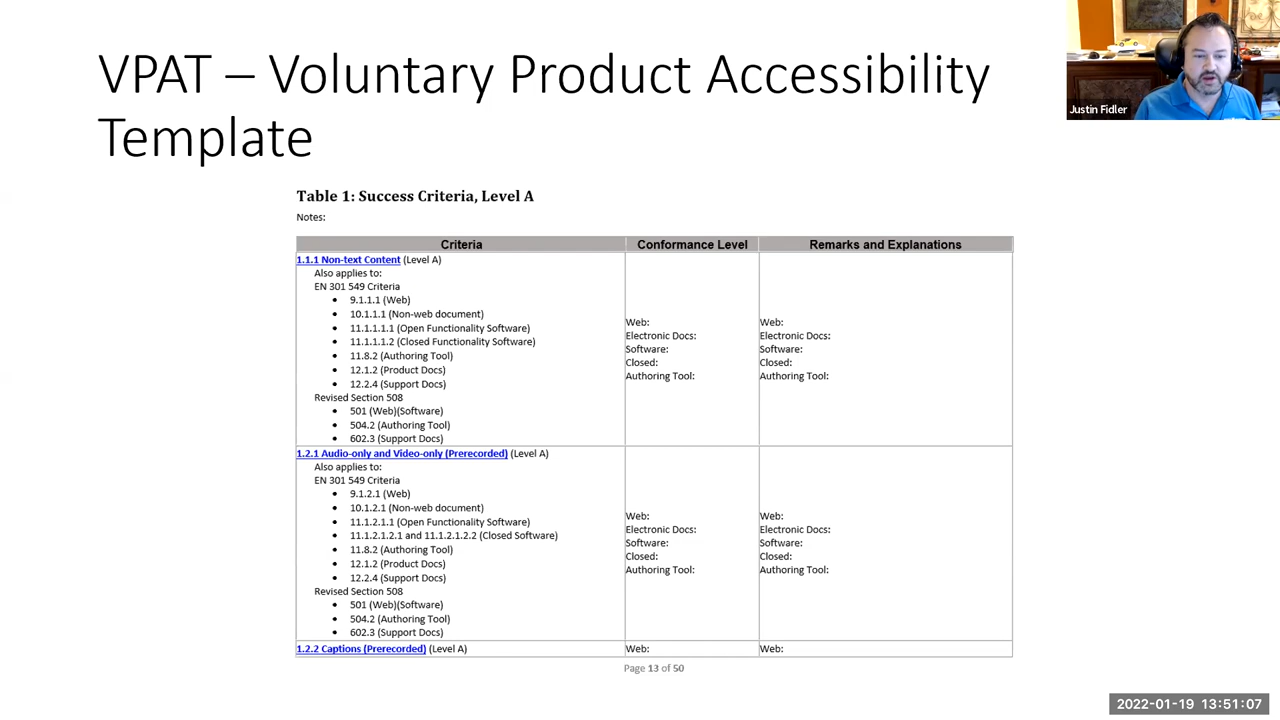 VPAT – Voluntary Product Accessibility
Template
Justin Fidler
Table 1: Success Criteria, Level A
Notes:
Criteria Conformance Level Remarks and Explanations
1.1.1 Non-text Content (Level A)
Also applies to:
EN 301 549 Criteria
• 9.1.1.1 (Web)
• 10.1.1.1 (Non-web document)
• 11.1.1.1.1 (Open Functionality Software)
• 11.1.1.1.2 (Closed Functionality Software)
• 11.8.2 (Authoring Tool)
• 12.1.2 (Product Docs)
• 12.2.4 (Support Docs)
Revised Section 508
• 501 (Web)(Software)
• 504.2 (Authoring Tool)
• 602.3 (Support Docs)
Web:
Electronic Docs:
Software:
Closed:
Authoring Tool:
Web:
Electronic Docs:
Software:
Closed:
Authoring Tool:
1.2.1 Audio-only and Video-only (Prerecorded) (Level A)
Also applies to:
EN 301 549 Criteria
• 9.1.2.1 (Web)
• 10.1.2.1 (Non-web document)
• 11.1.2.1.1 (Open Functionality Software)
• 11.1.2.1.2.1 and 11.1.2.1.2.2 (Closed Software)
• 11.8.2 (Authoring Tool)
• 12.1.2 (Product Docs)
• 12.2.4 (Support Docs)
Revised Section 508
• 501 (Web)(Software)
• 504.2 (Authoring Tool)
• 602.3 (Support Docs)
Web:
Electronic Docs:
Software:
Closed:
Authoring Tool:
Web:
Electronic Docs:
Software:
Closed:
Authoring Tool:
1.2.2 Captions (Prerecorded) (Level A) Web: Web:
Page 13 of 50
2022-01-19 13:51:07